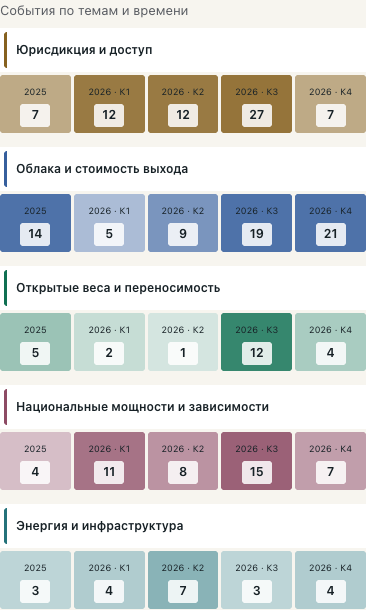 События по темам и времени
Юрисдикция и доступ
2025 2026 · К1 2026 · К2 2026 · К3 2026 · К4
7 12 12 27 7
Облака и стоимость выхода
2025 2026 · К1 2026 · К2 2026 · К3 2026 · К4
14 5 9 19 21
Открытые веса и переносимость
2025 2026 · К1 2026 · К2 2026 · К3 2026 · К4
5 2 1 12 4
Национальные мощности и зависимости
2025 2026 · К1 2026 · К2 2026 · К3 2026 · К4
4 11 8 15 7
Энергия и инфраструктура
2025 2026 · К1 2026 · К2 2026 · К3 2026 · К4
3 4 7 3 4